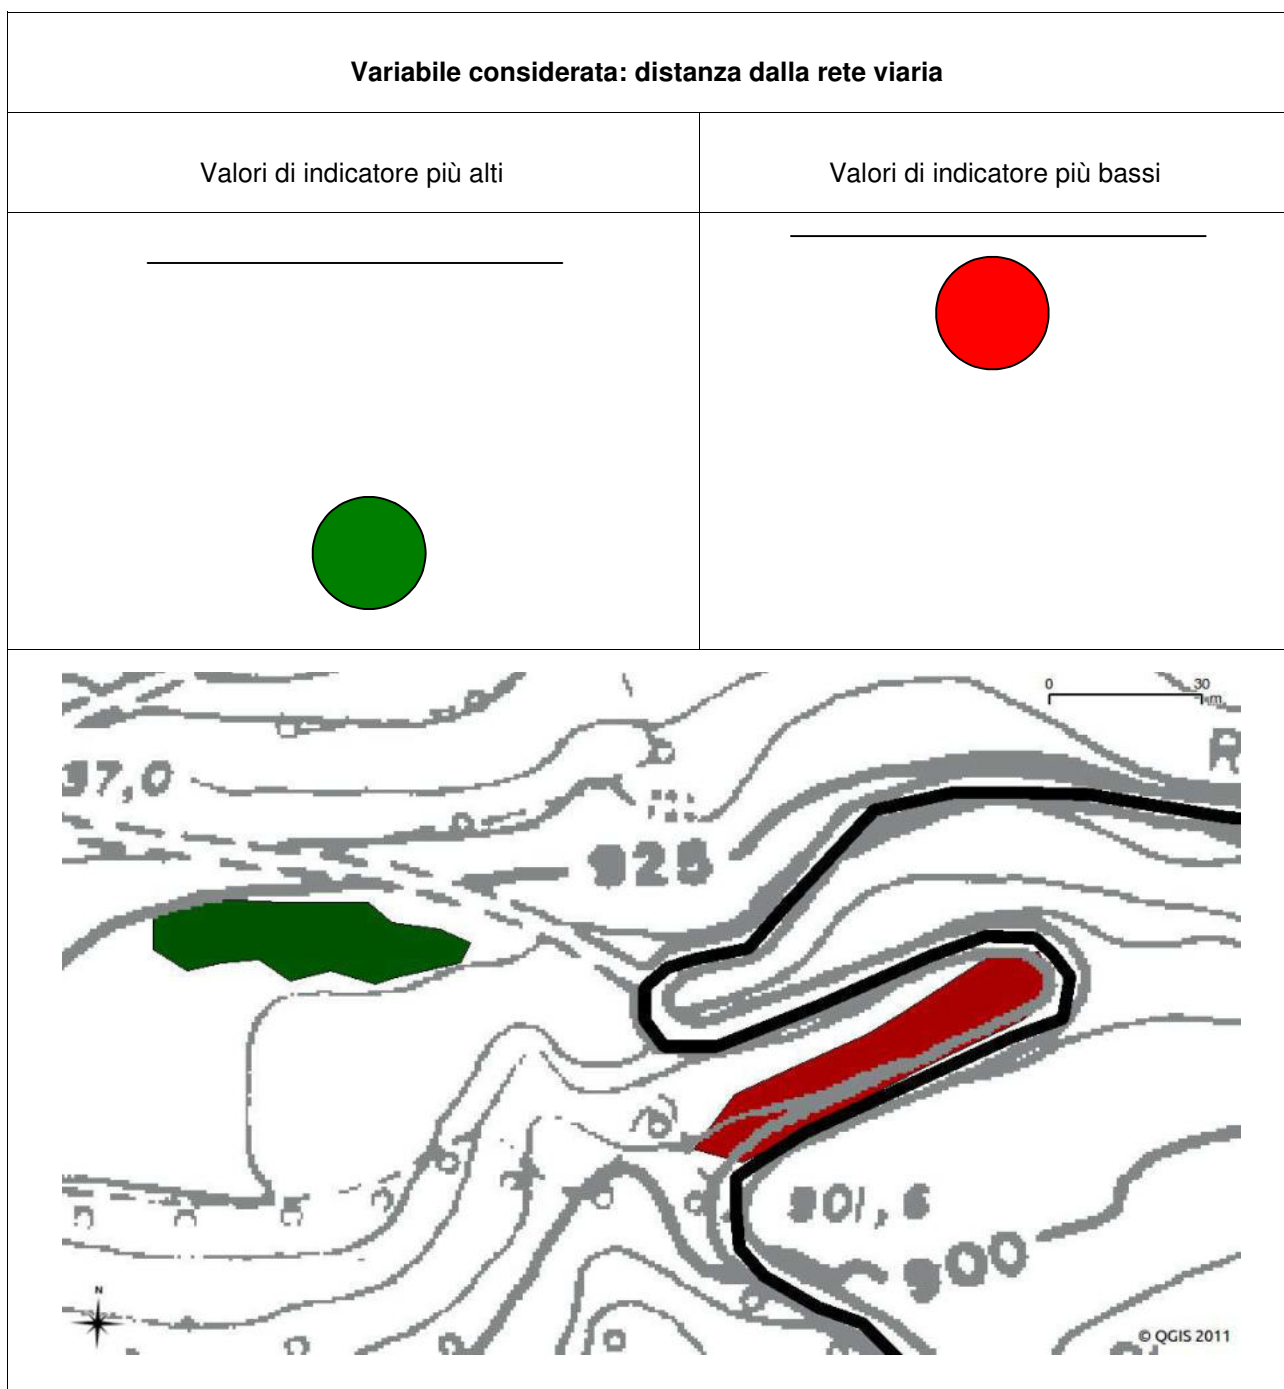 Variabile considerata: distanza dalla rete viaria
Valori di indicatore più alti
Valori di indicatore più bassi
0 30
m
37,0
R
925
901,6
900
N
© QGIS 2011